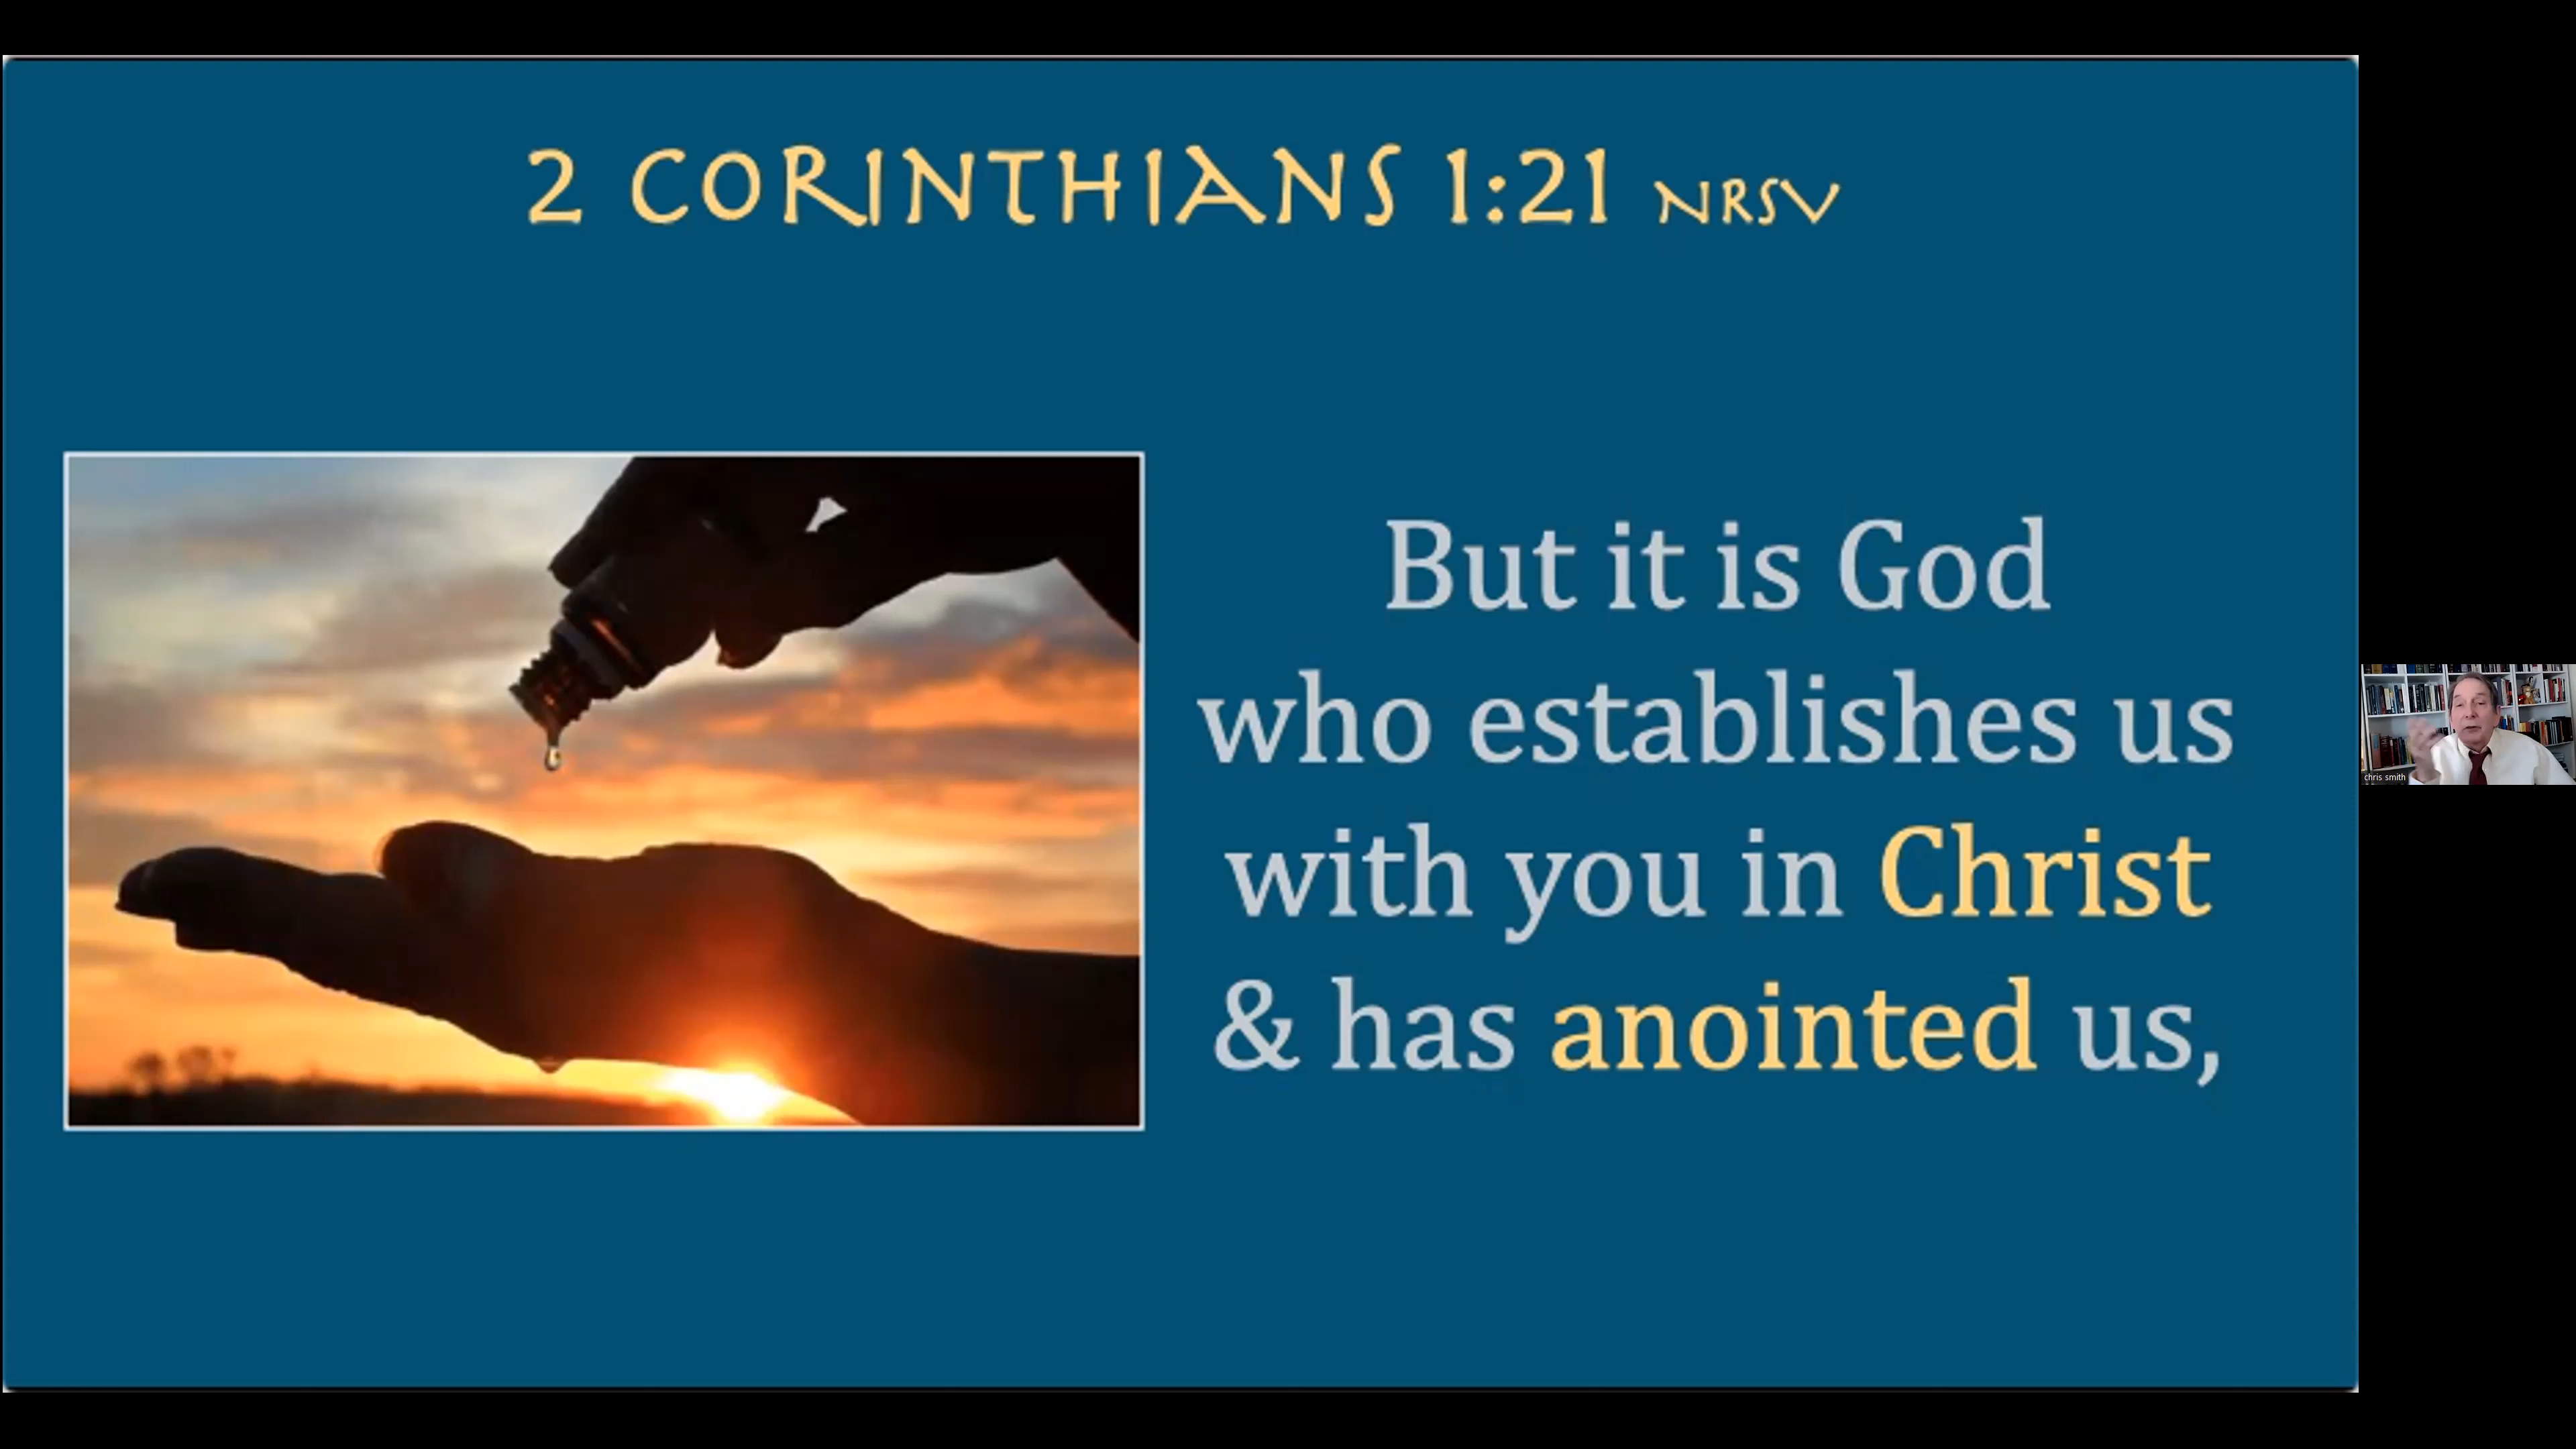 2 CORINTHIANS 1:21 NRSV
But it is God
who establishes us
with you in Christ
& has anointed us,
chris smith